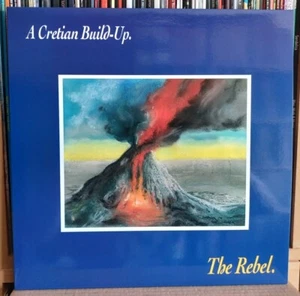 A Cretian Build-Up.
The Rebel.